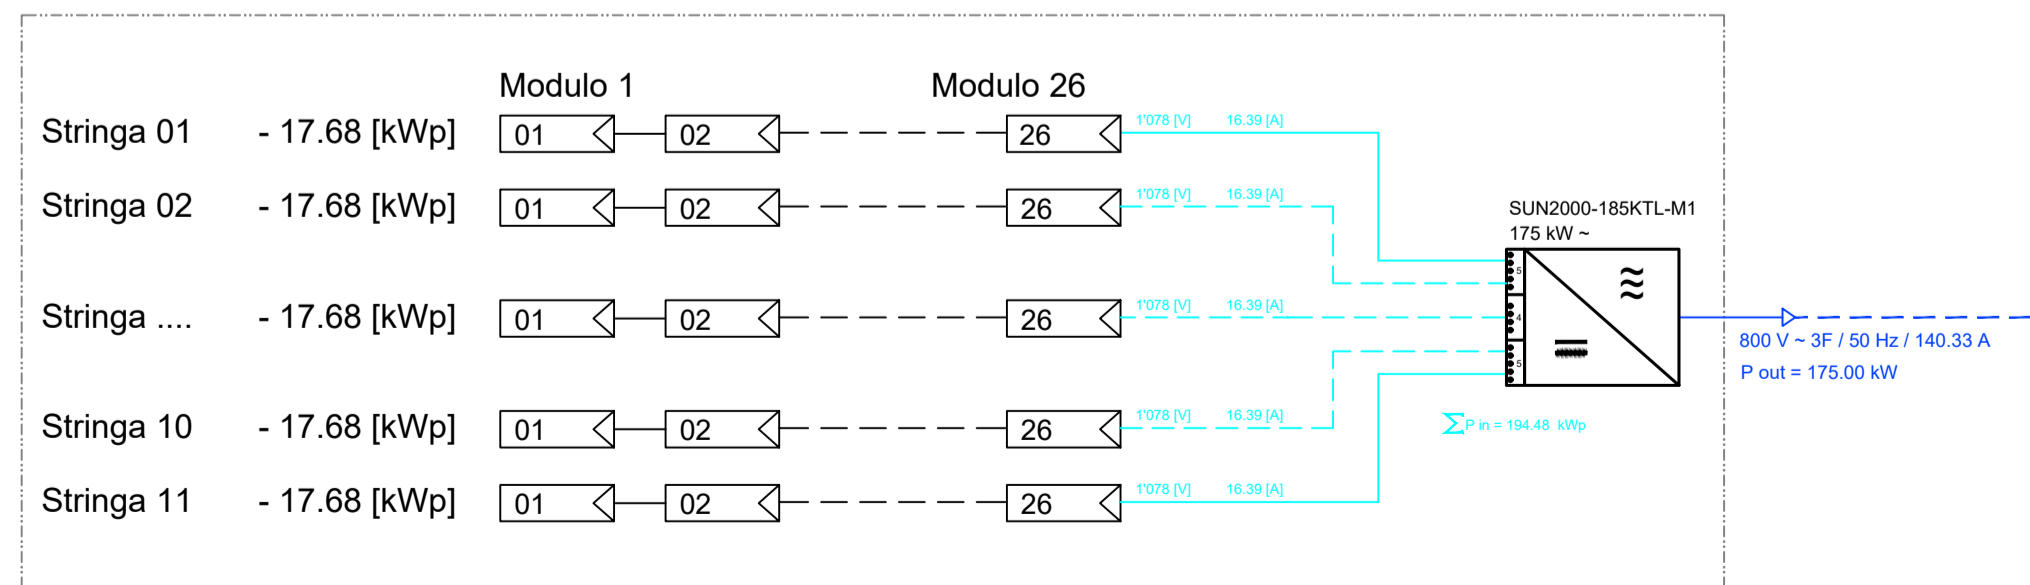 Modulo 1 Modulo 26
Stringa 01 - 17.68 [kWp] 01 02 26 1'078 [V] 16.39 [A]
Stringa 02 - 17.68 [kWp] 01 02 26 1'078 [V] 16.39 [A]
SUN2000-185KTL-M1
175 kW ~
5
Stringa .... - 17.68 [kWp] 01 02 26 1'078 [V] 16.39 [A]
4
800 V ~ 3F / 50 Hz / 140.33 A
5
P out = 175.00 kW
Stringa 10 - 17.68 [kWp] 01 02 26 1'078 [V] 16.39 [A]
∑P in = 194.48 kWp
Stringa 11 - 17.68 [kWp] 01 02 26 1'078 [V] 16.39 [A]